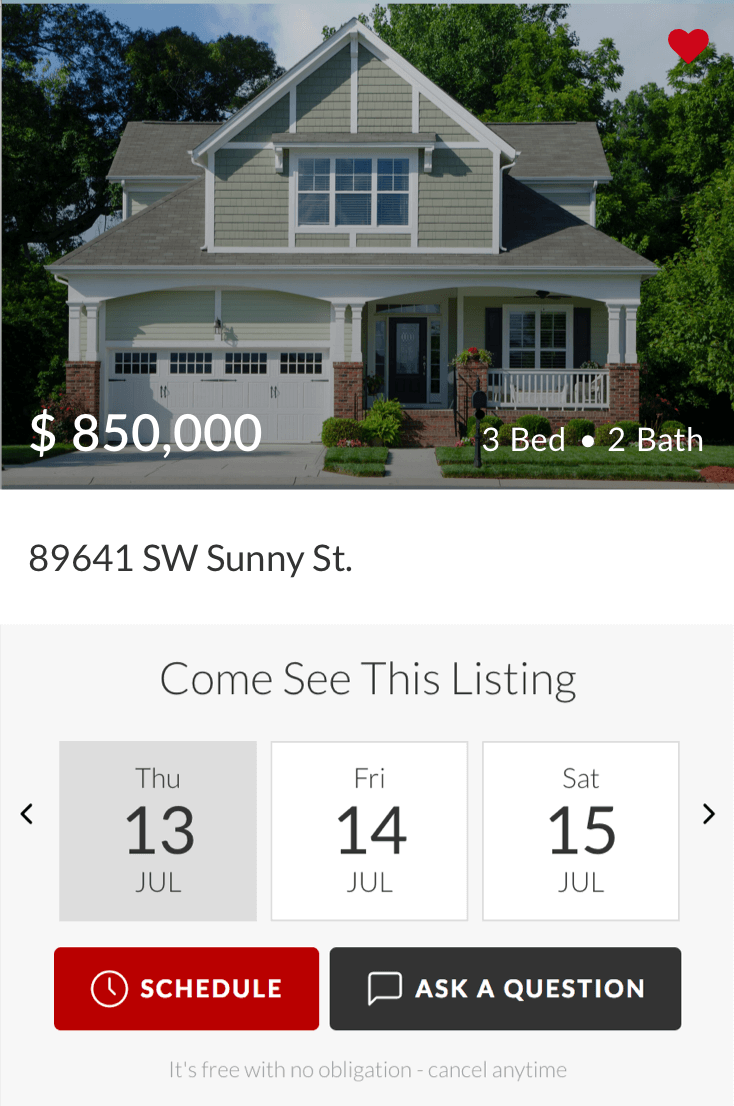 $ 850,000
3 Bed • 2 Bath
89641 SW Sunny St.
Come See This Listing
Thu
13
JUL
Fri
14
JUL
Sat
15
JUL
SCHEDULE
ASK A QUESTION
It's free with no obligation - cancel anytime